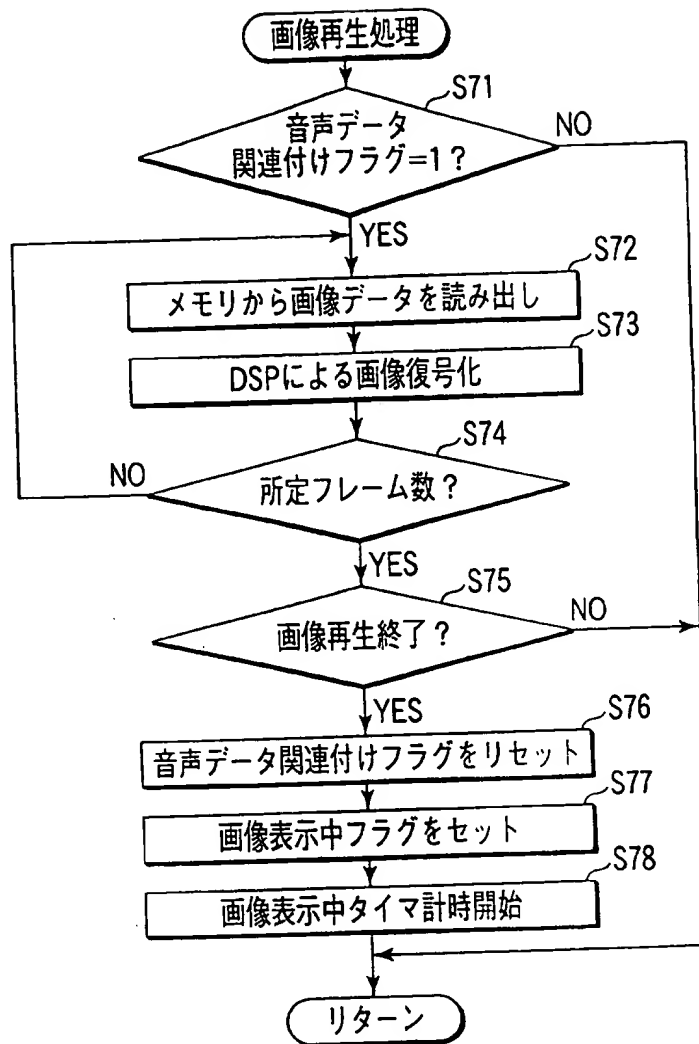 画像再生処理
S71
音声データ
関連付けフラグ=1?
NO
YES
S72
メモリから画像データを読み出し
S73
DSPによる画像復号化
S74
NO
所定フレーム数?
YES
S75
画像再生終了?
NO
YES
S76
音声データ関連付けフラグをリセット
S77
画像表示中フラグをセット
S78
画像表示中タイマ計時開始
リターン